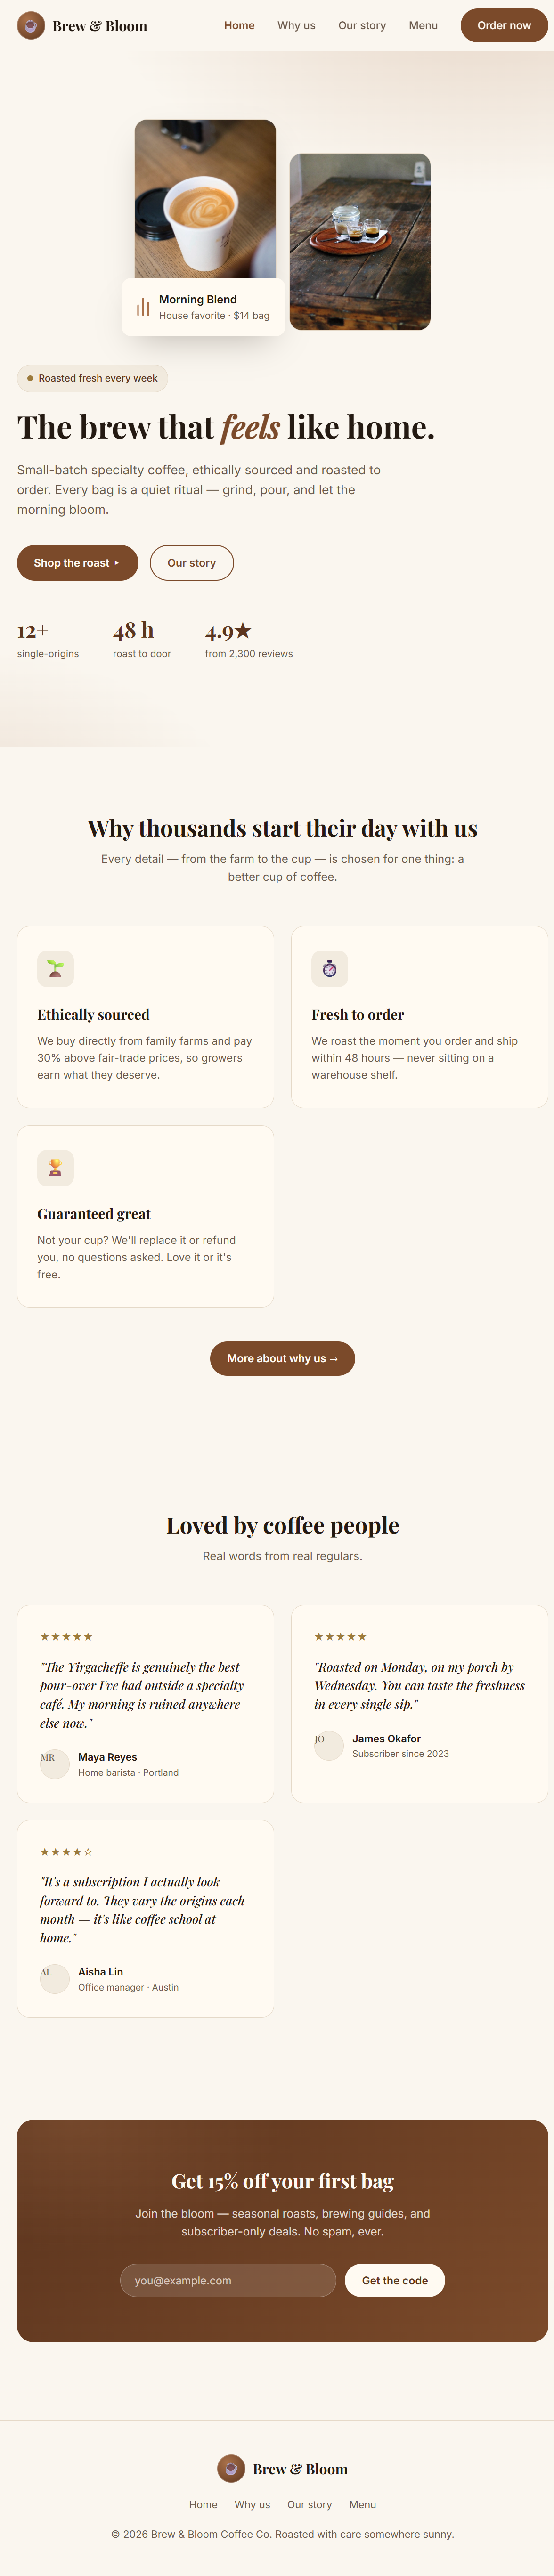 Brew & Bloom
Home
Why us
Our story
Menu
Order now
Morning Blend
House favorite · $14 bag
Roasted fresh every week
The brew that feels like home.
Small-batch specialty coffee, ethically sourced and roasted to
order. Every bag is a quiet ritual — grind, pour, and let the
morning bloom.
Shop the roast ‣
Our story
12+
single-origins
48 h
roast to door
4.9★
from 2,300 reviews
Why thousands start their day with us
Every detail — from the farm to the cup — is chosen for one thing: a
better cup of coffee.
Ethically sourced
We buy directly from family farms and pay
30% above fair-trade prices, so growers
earn what they deserve.
Fresh to order
We roast the moment you order and ship
within 48 hours — never sitting on a
warehouse shelf.
Guaranteed great
Not your cup? We'll replace it or refund
you, no questions asked. Love it or it's
free.
More about why us →
Loved by coffee people
Real words from real regulars.
★★★★★
"The Yirgacheffe is genuinely the best
pour-over I've had outside a specialty
café. My morning is ruined anywhere
else now."
MR
Maya Reyes
Home barista · Portland
★★★★★
"Roasted on Monday, on my porch by
Wednesday. You can taste the freshness
in every single sip."
JO
James Okafor
Subscriber since 2023
★★★★☆
"It's a subscription I actually look
forward to. They vary the origins each
month — it's like coffee school at
home."
AL
Aisha Lin
Office manager · Austin
Get 15% off your first bag
Join the bloom — seasonal roasts, brewing guides, and
subscriber-only deals. No spam, ever.
you@example.com
Get the code
Brew & Bloom
Home
Why us
Our story
Menu
© 2026 Brew & Bloom Coffee Co. Roasted with care somewhere sunny.